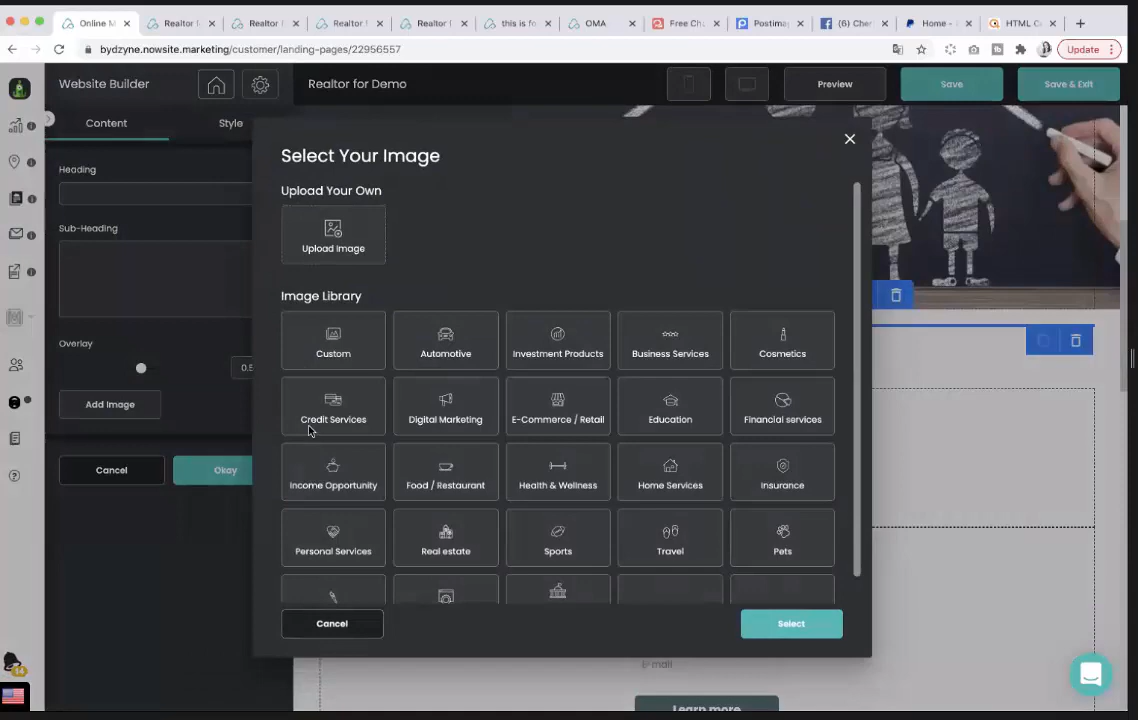 Online M
Realtor
Realtor
Realtor
Realtor
this is fo
OMA
Free Ch
Postima
(6) Cher
Home -
HTML C
bydzyne.nowsite.marketing/customer/landing-pages/22956557
Update
Website Builder
Realtor for Demo
Preview
Save
Save & Exit
Content
Style
Heading
Sub-Heading
Overlay
0.5
Add Image
Cancel
Okay
Select Your Image
Upload Your Own
Upload Image
Image Library
Custom
Automotive
Investment Products
Business Services
Cosmetics
Credit Services
Digital Marketing
E-Commerce / Retail
Education
Financial services
Income Opportunity
Food / Restaurant
Health & Wellness
Home Services
Insurance
Personal Services
Real estate
Sports
Travel
Pets
Cancel
Select
mail
Learn more
14